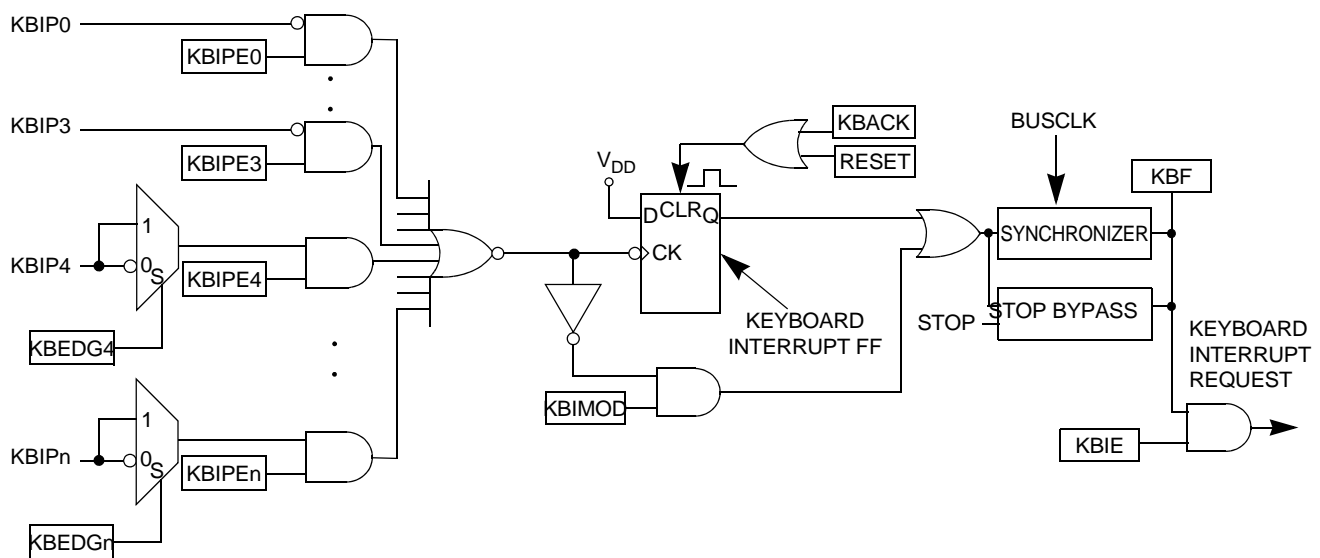 KBIP0
KBIPE0
KBIP3
KBIPE3
1
KBIP4
0
S
KBIPE4
KBEDG4
1
KBIPn
0
S
KBIPEn
KBEDGn
VDD
D
CLR
Q
CK
KBACK
RESET
KEYBOARD
INTERRUPT FF
KBIMOD
BUSCLK
SYNCHRONIZER
KBF
STOP
STOP BYPASS
KEYBOARD
INTERRUPT
REQUEST
KBIE